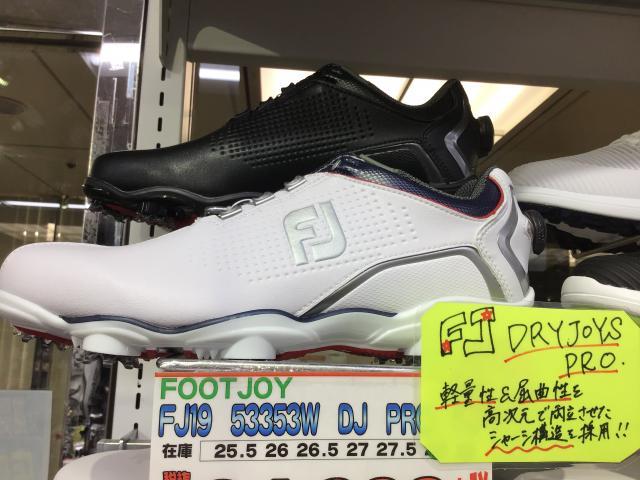 FJ
FJ DRYJOYS
PRO.
軽量性&屈曲性を
高次元で両立させた
シャーシ構造を採用!!
FOOTJOY
FJ19 53353W DJ PRO
在庫 25.5 26 26.5 27 27.5